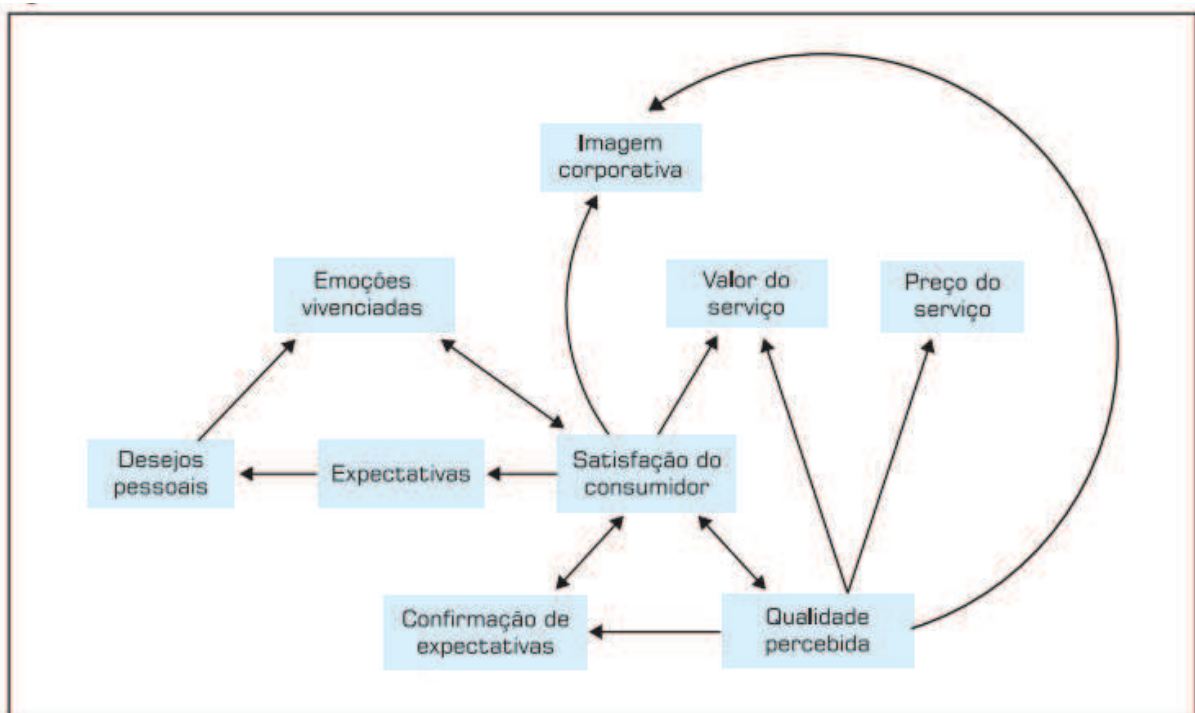 Imagem
corporativa
Emoções
vivenciadas
Valor do
serviço
Preço do
serviço
Desejos
pessoais
Expectativas
Satisfação do
consumidor
Confirmação de
expectativas
Qualidade
percebida